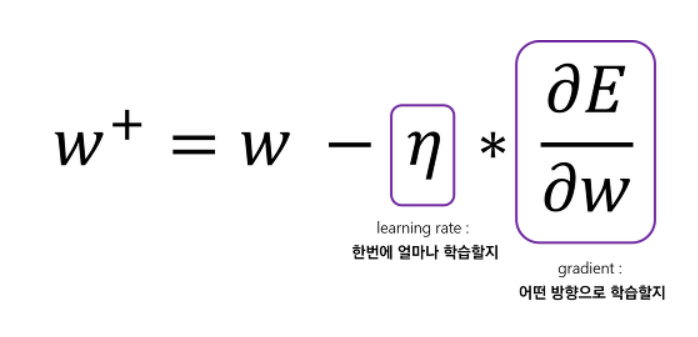 w⁺ = w − η * ∂E/∂w
learning rate :
한번에 얼마나 학습할지
gradient :
어떤 방향으로 학습할지